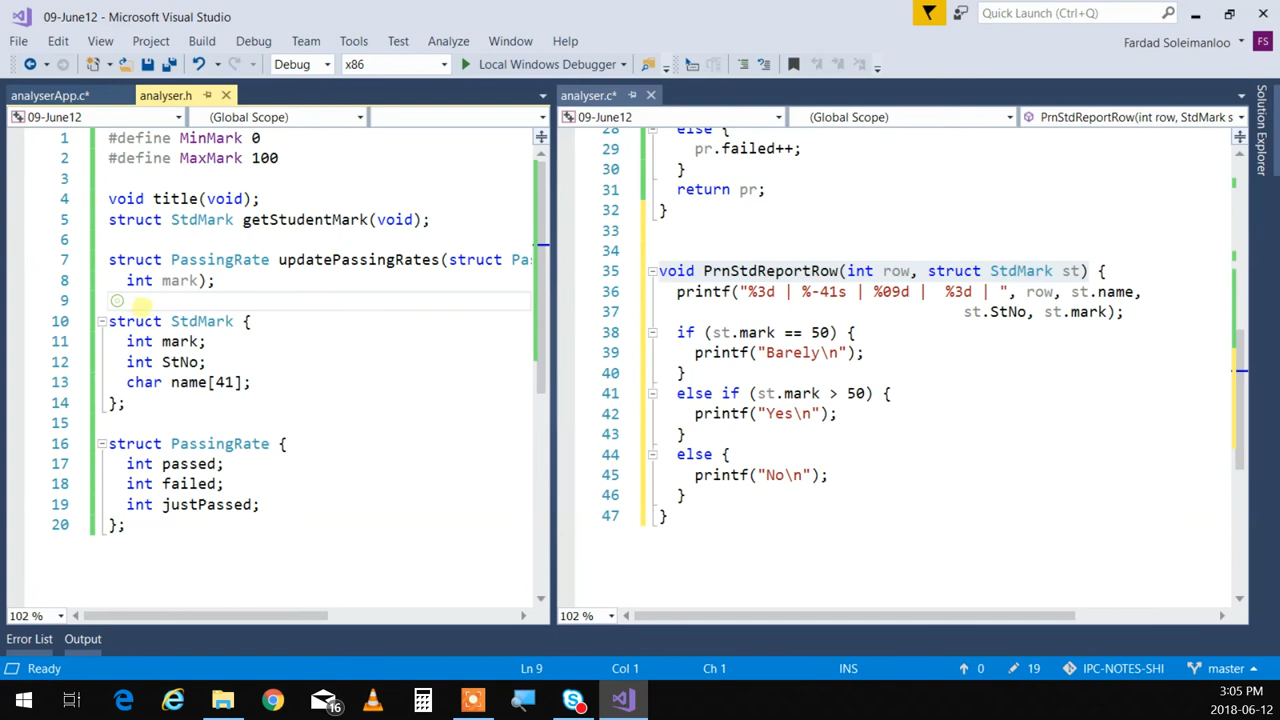 09-June12 - Microsoft Visual Studio
Quick Launch (Ctrl+Q)
File Edit View Project Build Debug Team Tools Test Analyze Window Help
Fardad Soleimanloo FS
Debug x86 Local Windows Debugger
analyserApp.c* analyser.h
09-June12 (Global Scope)
1 #define MinMark 0
2 #define MaxMark 100
3
4 void title(void);
5 struct StdMark getStudentMark(void);
6
7 struct PassingRate updatePassingRates(struct Pa
8 int mark);
9
10 struct StdMark {
11 int mark;
12 int StNo;
13 char name[41];
14 };
15
16 struct PassingRate {
17 int passed;
18 int failed;
19 int justPassed;
20 };
102 %
analyser.c*
09-June12 (Global Scope) PrnStdReportRow(int row, StdMark s
28 else {
29 pr.failed++;
30 }
31 return pr;
32 }
33
34
35 void PrnStdReportRow(int row, struct StdMark st) {
36 printf("%3d | %-41s | %09d |  %3d | ", row, st.name,
37 st.StNo, st.mark);
38 if (st.mark == 50) {
39 printf("Barely\n");
40 }
41 else if (st.mark > 50) {
42 printf("Yes\n");
43 }
44 else {
45 printf("No\n");
46 }
47 }
102 %
Solution Explorer
Error List Output
Ready Ln 9 Col 1 Ch 1 INS 0 19 IPC-NOTES-SHI master
16
3:05 PM
2018-06-12